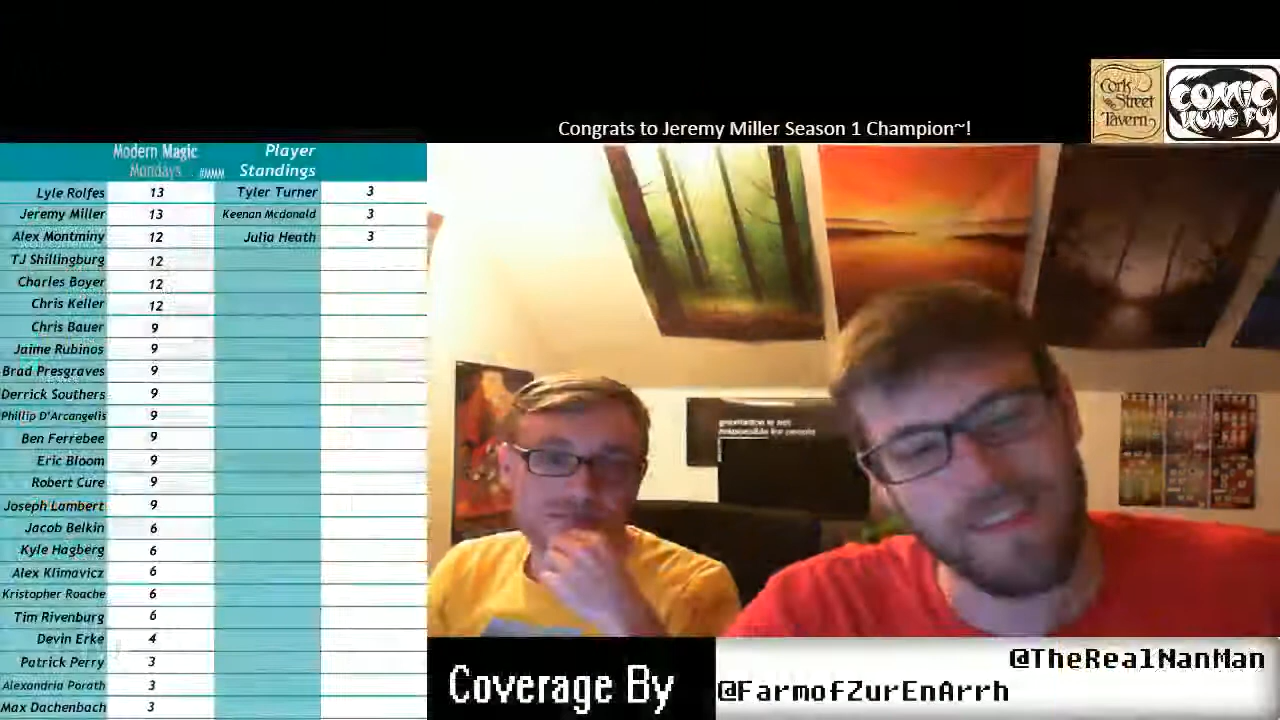 Cork
Street
Tavern
COMIC
KUNG FU
Congrats to Jeremy Miller Season 1 Champion~!
Modern Magic
Mondays #MMM
Player
Standings
Lyle Rolfes 13 Tyler Turner 3
Jeremy Miller 13 Keenan Mcdonald 3
Alex Montminy 12 Julia Heath 3
TJ Shillingburg 12
Charles Boyer 12
Chris Keller 12
Chris Bauer 9
Jaime Rubinos 9
Brad Presgraves 9
Derrick Southers 9
Phillip D'Arcangelis 9
Ben Ferrebee 9
Eric Bloom 9
Robert Cure 9
Joseph Lambert 9
Jacob Belkin 6
Kyle Hagberg 6
Alex Klimavicz 6
Kristopher Roache 6
Tim Rivenburg 6
Devin Erke 4
Patrick Perry 3
Alexandria Porath 3
Max Dachenbach 3
Coverage By
@TheRealNanMan
@FarmofZurEnArrh